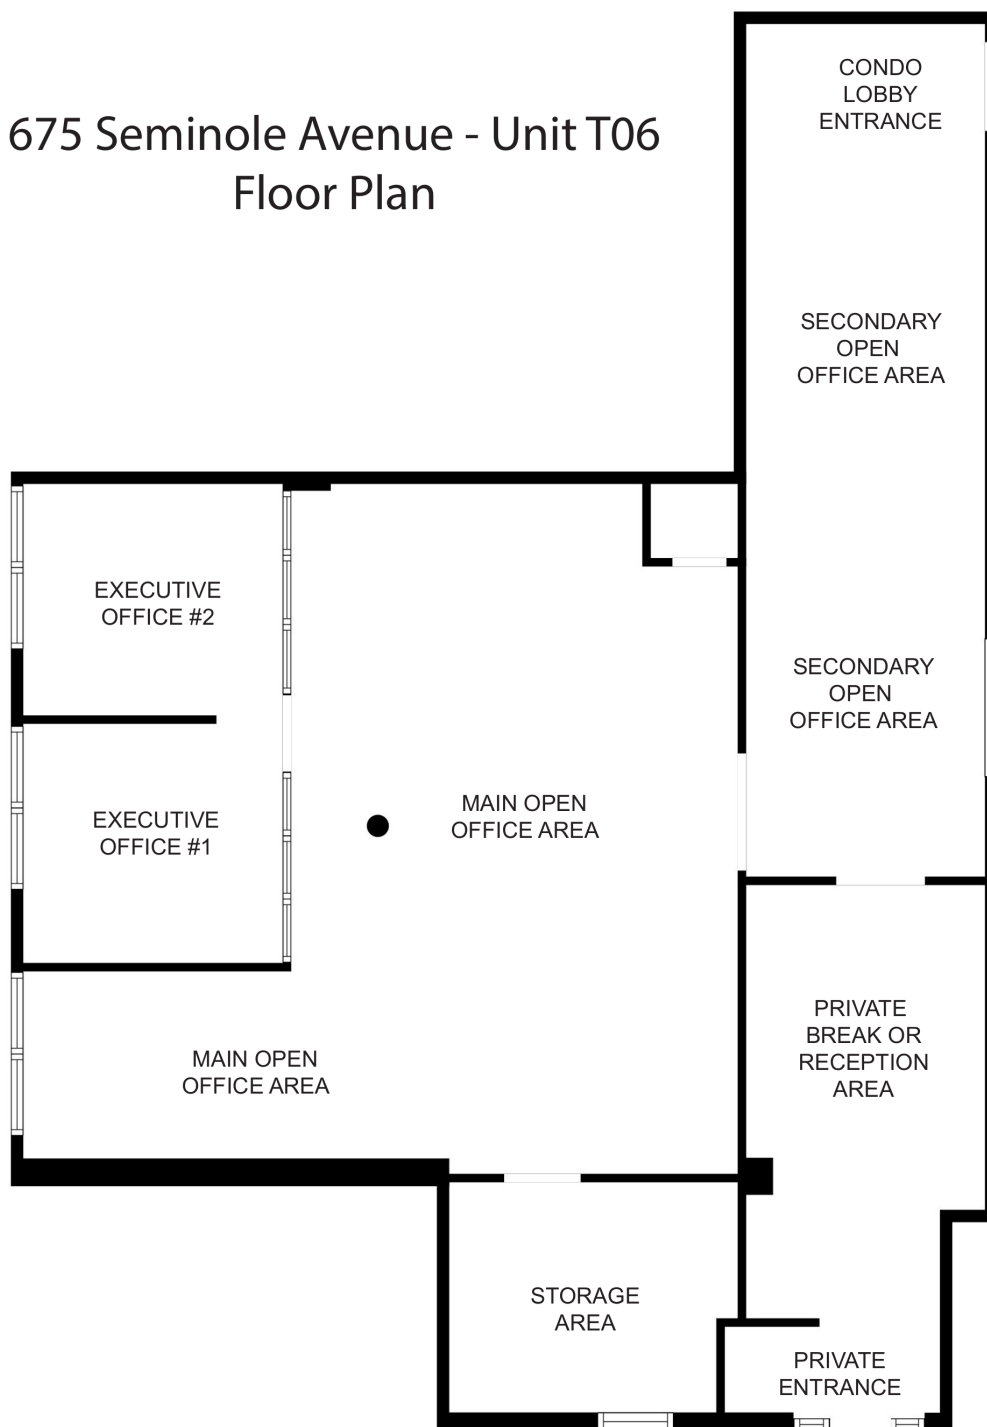 675 Seminole Avenue - Unit T06
Floor Plan
CONDO
LOBBY
ENTRANCE
SECONDARY
OPEN
OFFICE AREA
EXECUTIVE
OFFICE #2
SECONDARY
OPEN
OFFICE AREA
MAIN OPEN
OFFICE AREA
EXECUTIVE
OFFICE #1
PRIVATE
BREAK OR
RECEPTION
AREA
MAIN OPEN
OFFICE AREA
STORAGE
AREA
PRIVATE
ENTRANCE